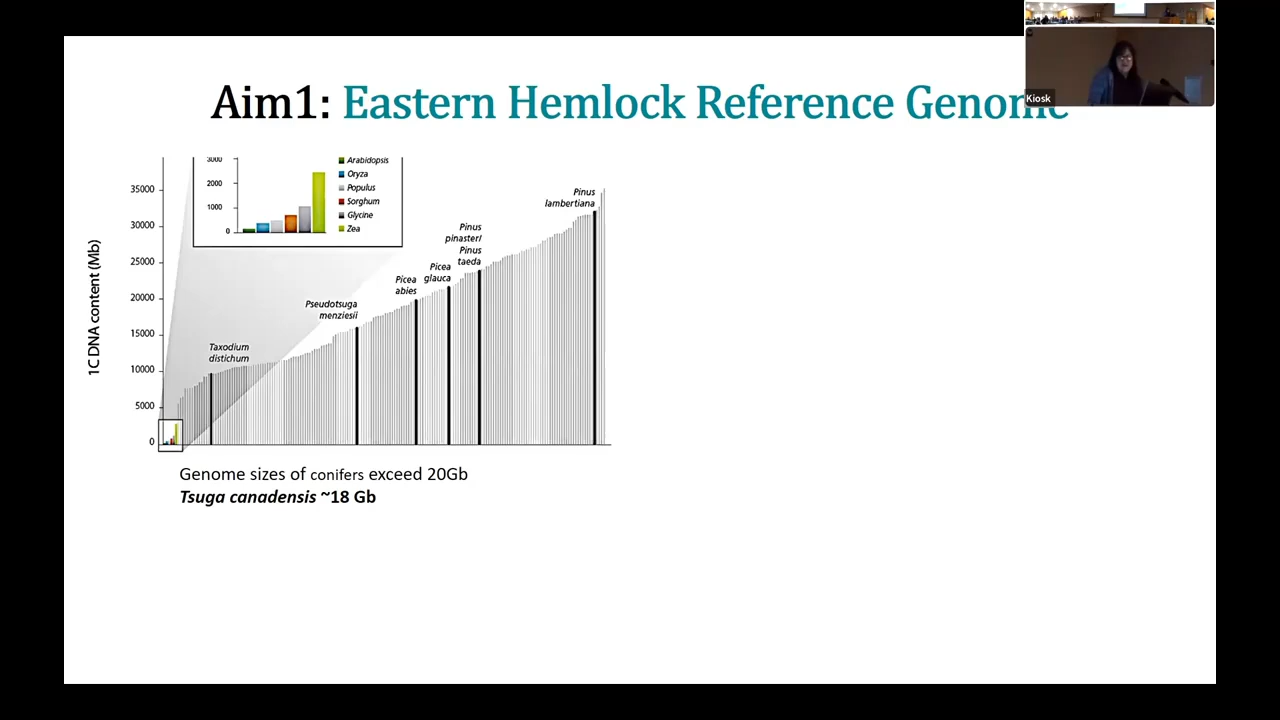 Aim1: Eastern Hemlock Reference Genome
Kiosk
3000
2000
1000
0
Arabidopsis
Oryza
Populus
Sorghum
Glycine
Zea
1C DNA content (Mb)
35000
30000
25000
20000
15000
10000
5000
0
Taxodium
distichum
Pseudotsuga
menziesii
Picea
abies
Picea
glauca
Pinus
pinaster/
Pinus
taeda
Pinus
lambertiana
Genome sizes of conifers exceed 20Gb
Tsuga canadensis ~18 Gb